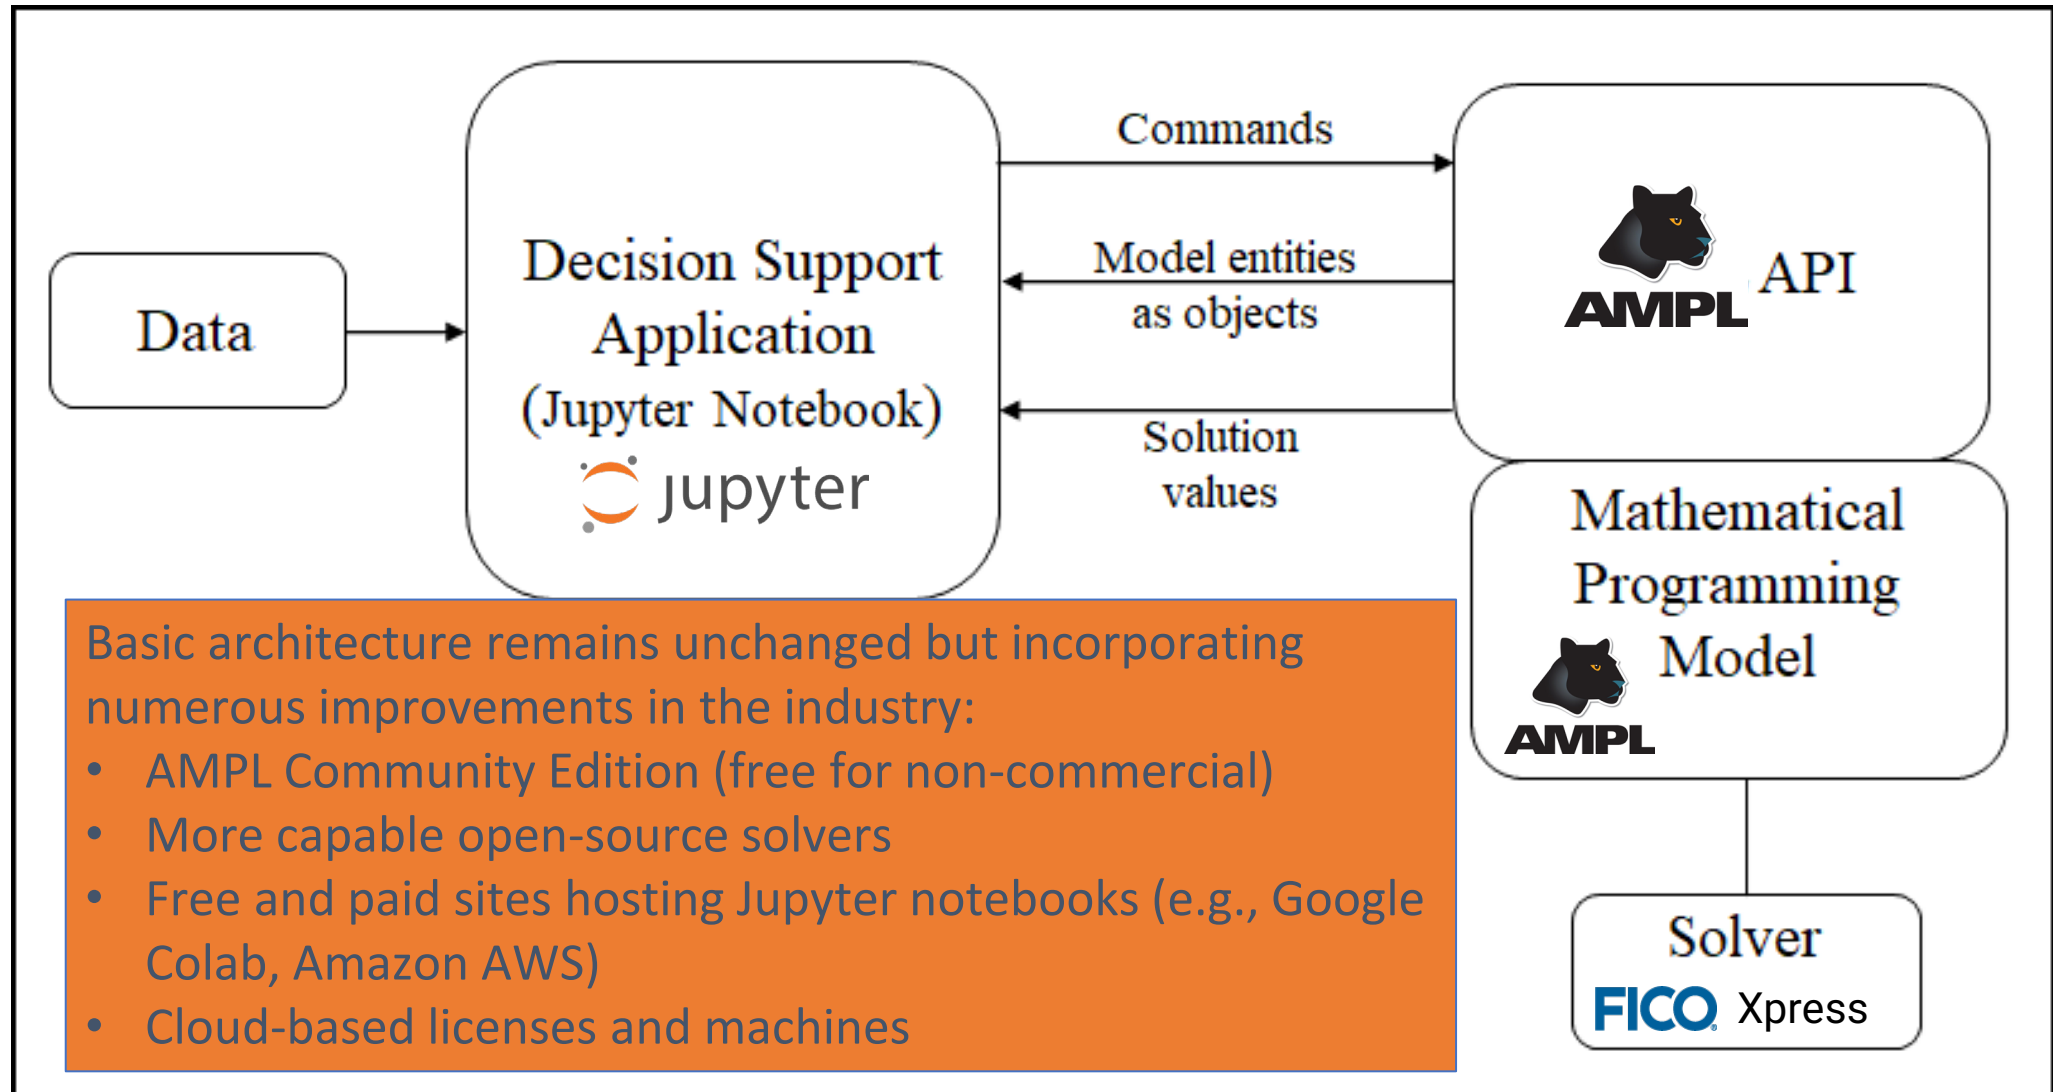 Data
Decision Support
Application
(Jupyter Notebook)
jupyter
Commands
Model entities
as objects
Solution
values
AMPL API
Mathematical
Programming
Model
AMPL
Solver
FICO Xpress
Basic architecture remains unchanged but incorporating
numerous improvements in the industry:
• AMPL Community Edition (free for non-commercial)
• More capable open-source solvers
• Free and paid sites hosting Jupyter notebooks (e.g., Google
Colab, Amazon AWS)
• Cloud-based licenses and machines